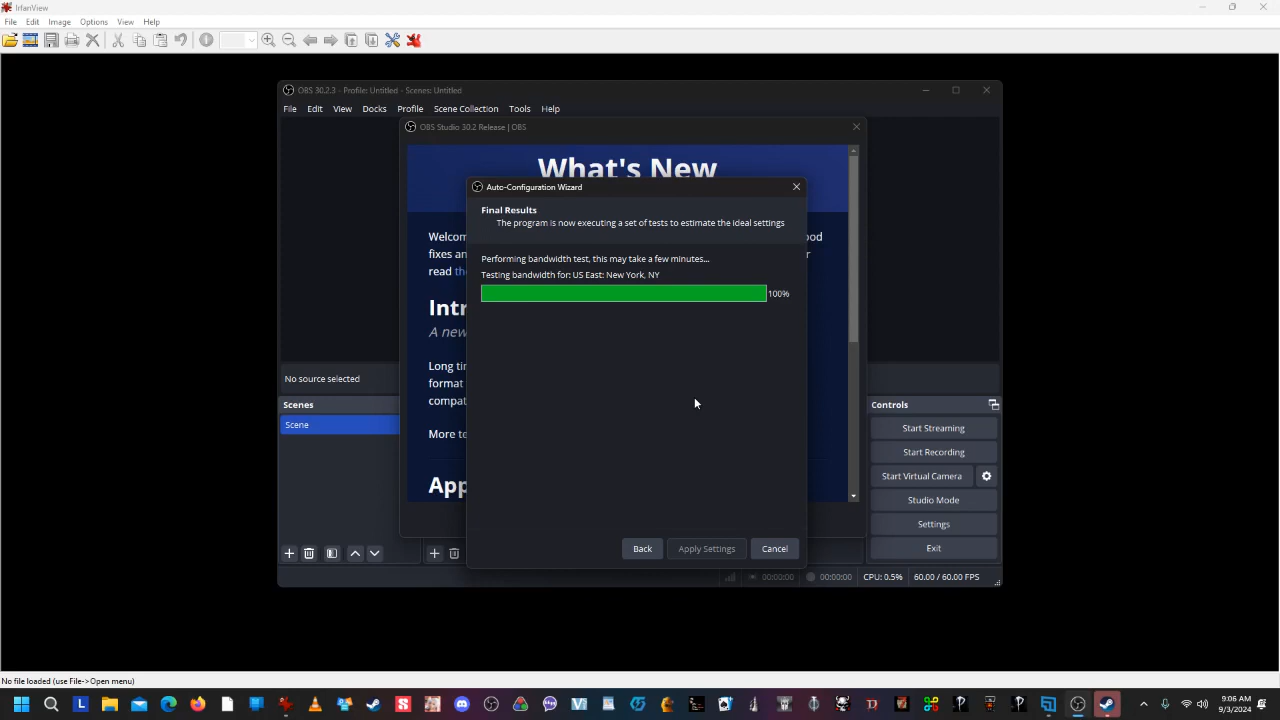 IrfanView
File Edit Image Options View Help
OBS 30.2.3 - Profile: Untitled - Scenes: Untitled
File Edit View Docks Profile Scene Collection Tools Help
OBS Studio 30.2 Release | OBS
What's New
Auto-Configuration Wizard
Final Results
The program is now executing a set of tests to estimate the ideal settings
Welcom
ood
fixes an
r
read the
Performing bandwidth test, this may take a few minutes...
Testing bandwidth for: US East: New York, NY
100%
Intr
A new
Long tin
format
compat
More te
App
No source selected
Scenes
Scene
Controls
Start Streaming
Start Recording
Start Virtual Camera
Studio Mode
Settings
Exit
Back Apply Settings Cancel
00:00:00 00:00:00 CPU: 0.5% 60.00 / 60.00 FPS
No file loaded (use File->Open menu)
9:06 AM
9/3/2024